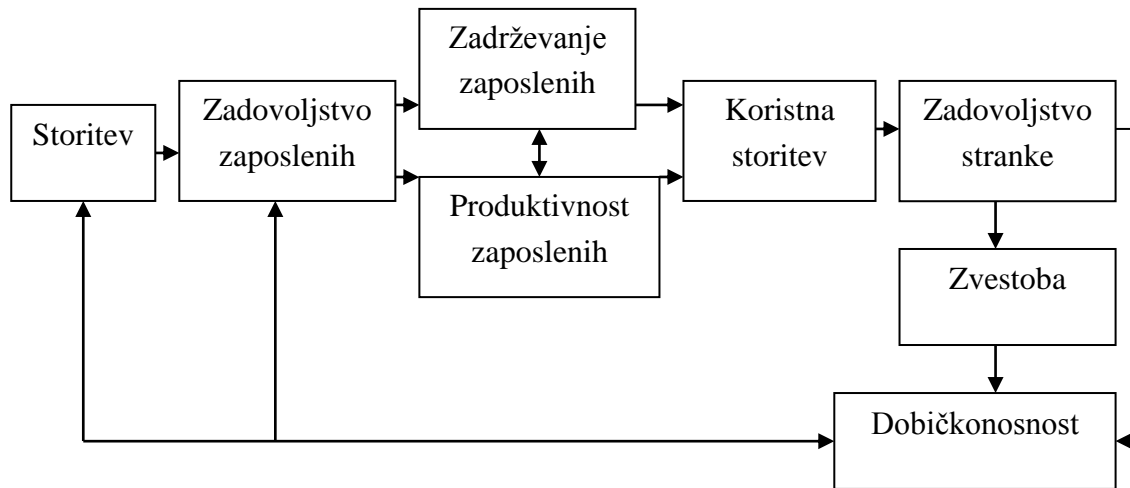 Storitev
Zadovoljstvo
zaposlenih
Zadrževanje
zaposlenih
Produktivnost
zaposlenih
Koristna
storitev
Zadovoljstvo
stranke
Zvestoba
Dobičkonosnost